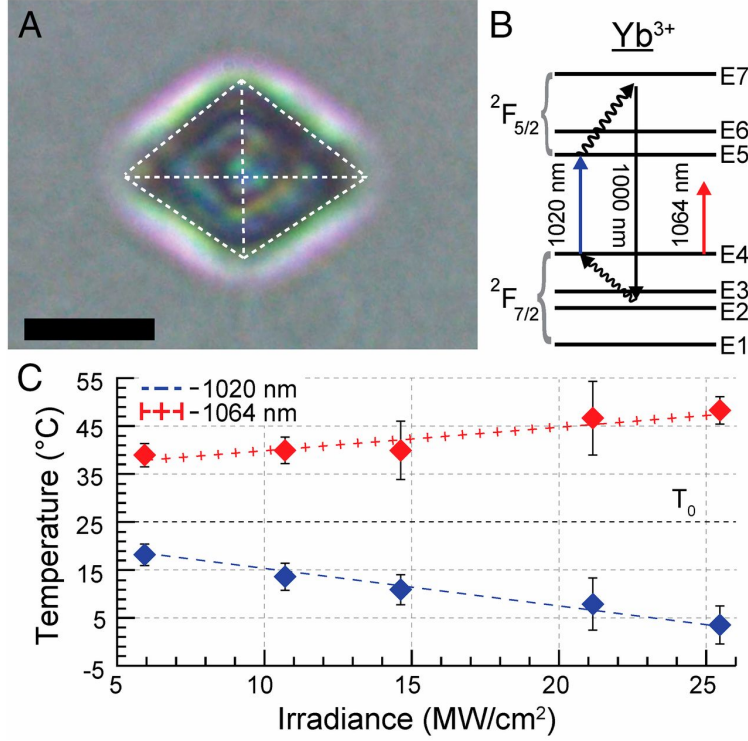 A
B
Yb³⁺
²F₅/₂
E7
E6
E5
1020 nm
1000 nm
1064 nm
²F₇/₂
E4
E3
E2
E1
C
55
45
35
25
15
5
-5
Temperature (°C)
1020 nm
1064 nm
T₀
5 10 15 20 25
Irradiance (MW/cm²)